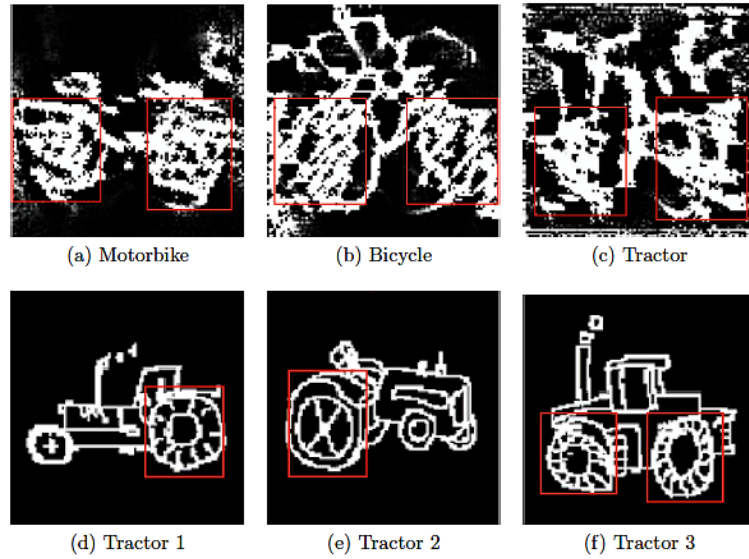 (a) Motorbike
(b) Bicycle
(c) Tractor
(d) Tractor 1
(e) Tractor 2
(f) Tractor 3